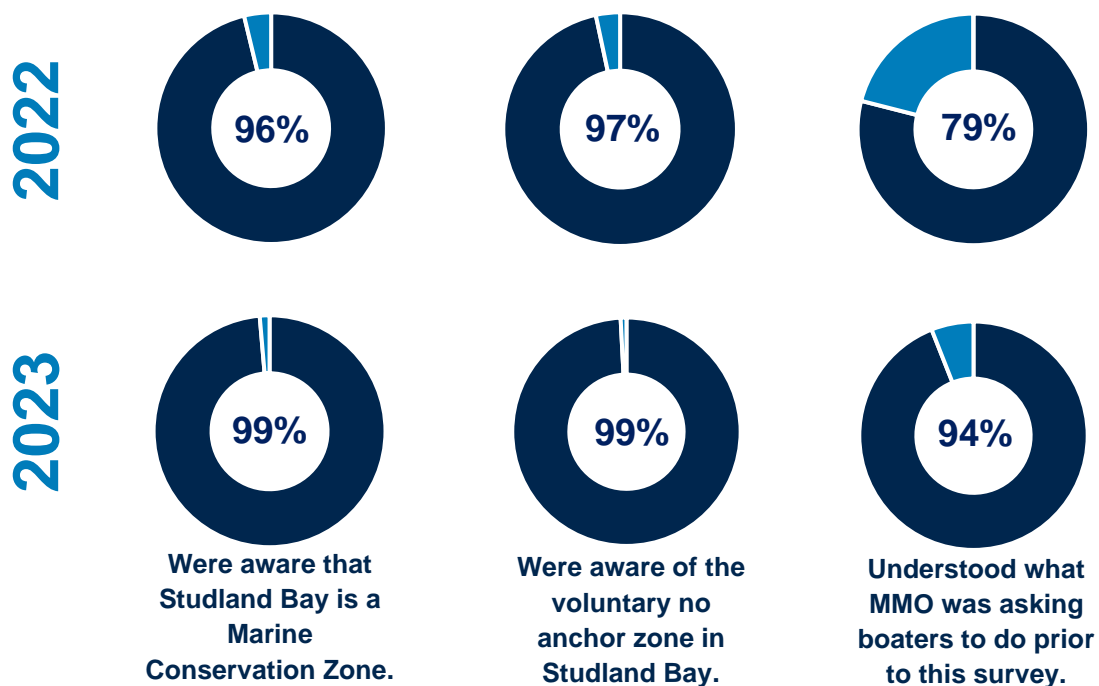 2022
96%
97%
79%
2023
99%
99%
94%
Were aware that
Studland Bay is a
Marine
Conservation Zone.
Were aware of the
voluntary no
anchor zone in
Studland Bay.
Understood what
MMO was asking
boaters to do prior
to this survey.